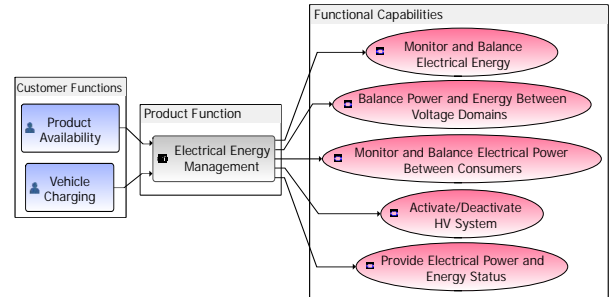 Functional Capabilities
Monitor and Balance
Electrical Energy
Customer Functions
Product
Availability
Product Function
Balance Power and Energy Between
Voltage Domains
Electrical Energy
Management
Monitor and Balance Electrical Power
Between Consumers
Vehicle
Charging
Activate/Deactivate
HV System
Provide Electrical Power and
Energy Status